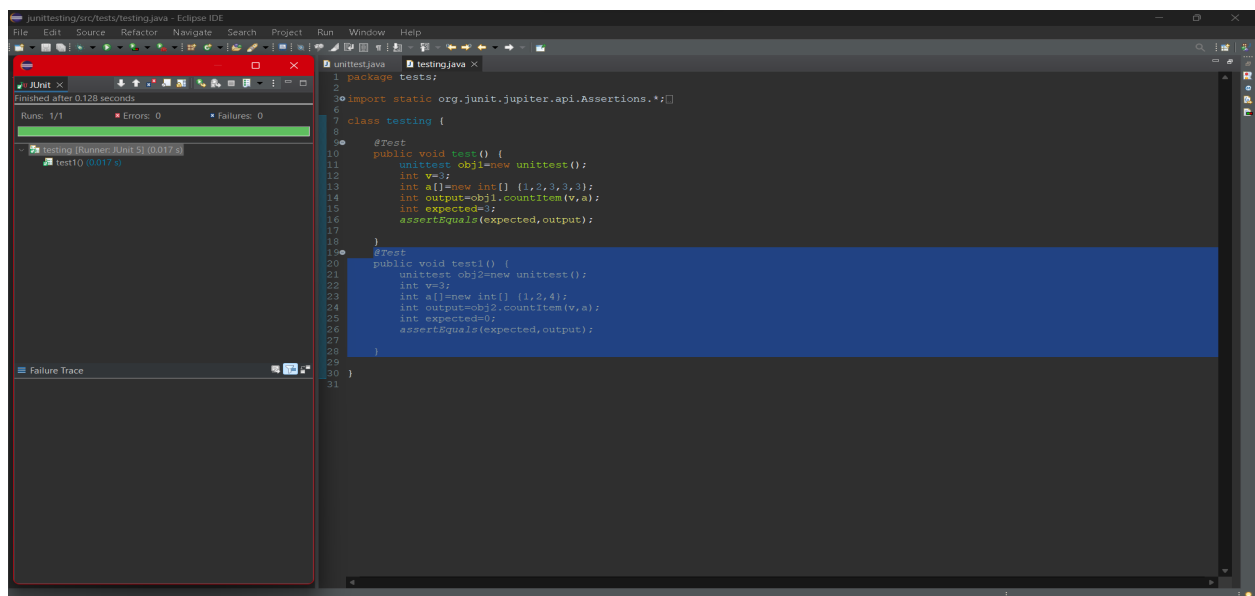 junittesting/src/tests/testing.java - Eclipse IDE
File Edit Source Refactor Navigate Search Project Run Window Help
JUnit
Finished after 0.128 seconds
Runs: 1/1 Errors: 0 Failures: 0
testing [Runner: JUnit 5] (0.017 s)
test1() (0.017 s)
Failure Trace
unittest.java testing.java
1 package tests;
2
3 import static org.junit.jupiter.api.Assertions.*;
6
7 class testing {
8
9 @Test
10 public void test() {
11 unittest obj1=new unittest();
12 int v=3;
13 int a[]=new int[] {1,2,3,3,3};
14 int output=obj1.countItem(v,a);
15 int expected=3;
16 assertEquals(expected,output);
17
18 }
19 @Test
20 public void test1() {
21 unittest obj2=new unittest();
22 int v=3;
23 int a[]=new int[] {1,2,4};
24 int output=obj2.countItem(v,a);
25 int expected=0;
26 assertEquals(expected,output);
27
28 }
29
30 }
31